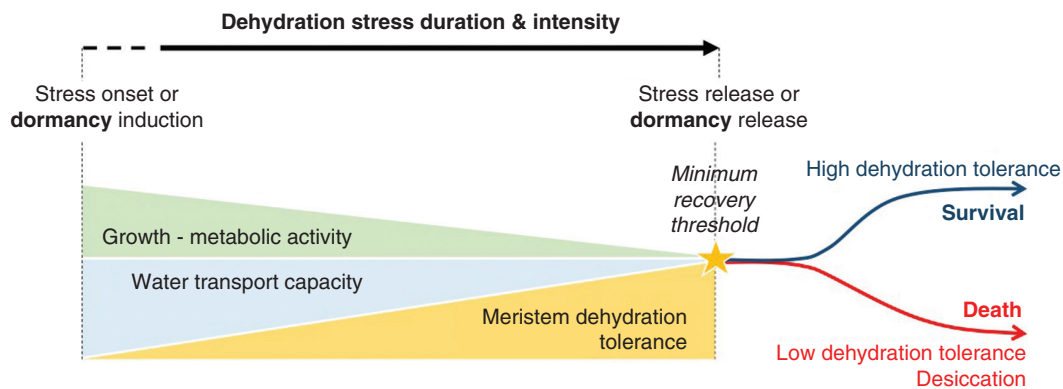 Dehydration stress duration & intensity
Stress onset or
dormancy induction
Stress release or
dormancy release
Minimum
recovery
threshold
High dehydration tolerance
Survival
Growth - metabolic activity
Water transport capacity
Meristem dehydration
tolerance
Death
Low dehydration tolerance
Desiccation